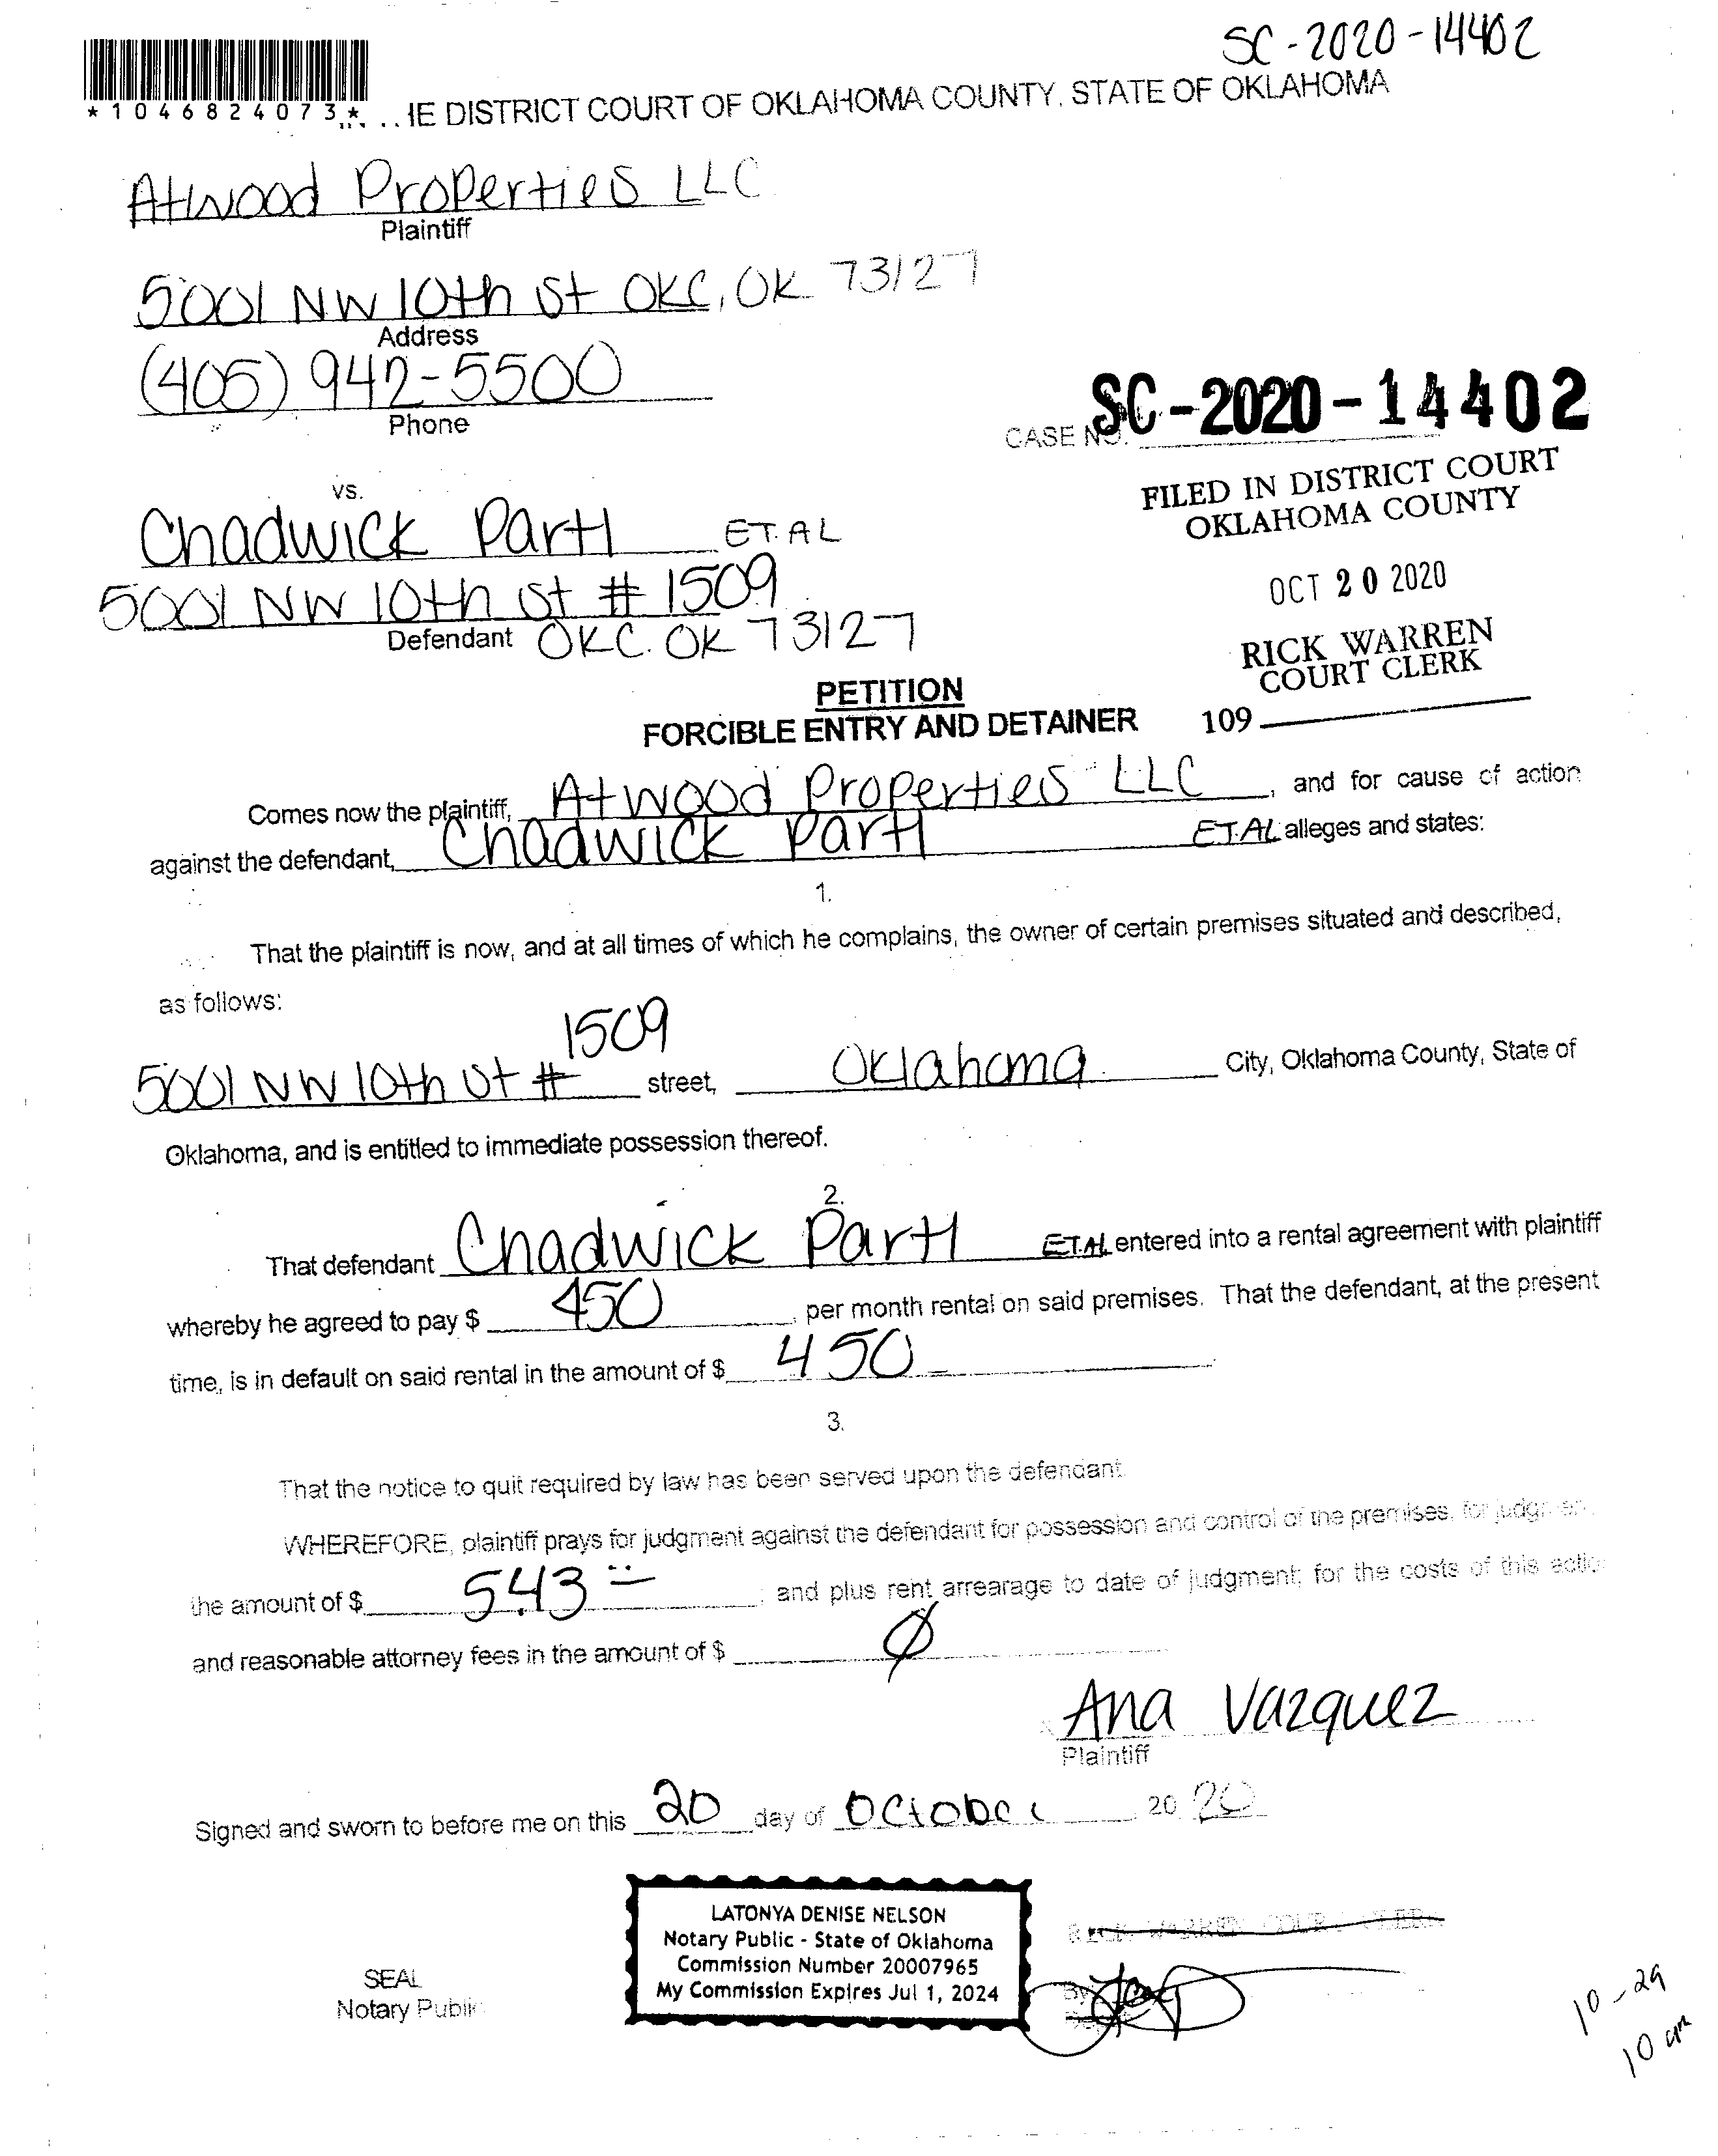 SC-2020-14402
*1046824073*
IE DISTRICT COURT OF OKLAHOMA COUNTY, STATE OF OKLAHOMA
Atwood Properties LLC
Plaintiff
5001 NW 10th St OKC, OK 73127
Address
(405) 942-5500
Phone
CASE NO. SC-2020-14402
FILED IN DISTRICT COURT
OKLAHOMA COUNTY
OCT 20 2020
RICK WARREN
COURT CLERK
109
vs.
Chadwick Partl ET.AL
5001 NW 10th St # 1509
Defendant OKC. OK 73127
PETITION
FORCIBLE ENTRY AND DETAINER
Comes now the plaintiff, Atwood Properties LLC, and for cause of action
against the defendant, Chadwick Partl ET.AL alleges and states:
1.
That the plaintiff is now, and at all times of which he complains, the owner of certain premises situated and described,
as follows:
1509
5001 NW 10th St # street, Oklahoma City, Oklahoma County, State of
Oklahoma, and is entitled to immediate possession thereof.
2.
That defendant Chadwick Partl ET.AL entered into a rental agreement with plaintiff
whereby he agreed to pay $ 450, per month rental on said premises. That the defendant, at the present
time, is in default on said rental in the amount of $ 450
3.
That the notice to quit required by law has been served upon the defendant.
WHEREFORE, plaintiff prays for judgment against the defendant for possession and control of the premises, for
the amount of $ 543 and plus rent arrearage to date of judgment; for the costs of this
and reasonable attorney fees in the amount of $ Ø
Ana Vazquez
Plaintiff
Signed and sworn to before me on this 20 day of October 20 20
LATONYA DENISE NELSON
Notary Public - State of Oklahoma
Commission Number 20007965
My Commission Expires Jul 1, 2024
SEAL
Notary Public
RICK WARREN COURT CLERK
By
10-29
10 am